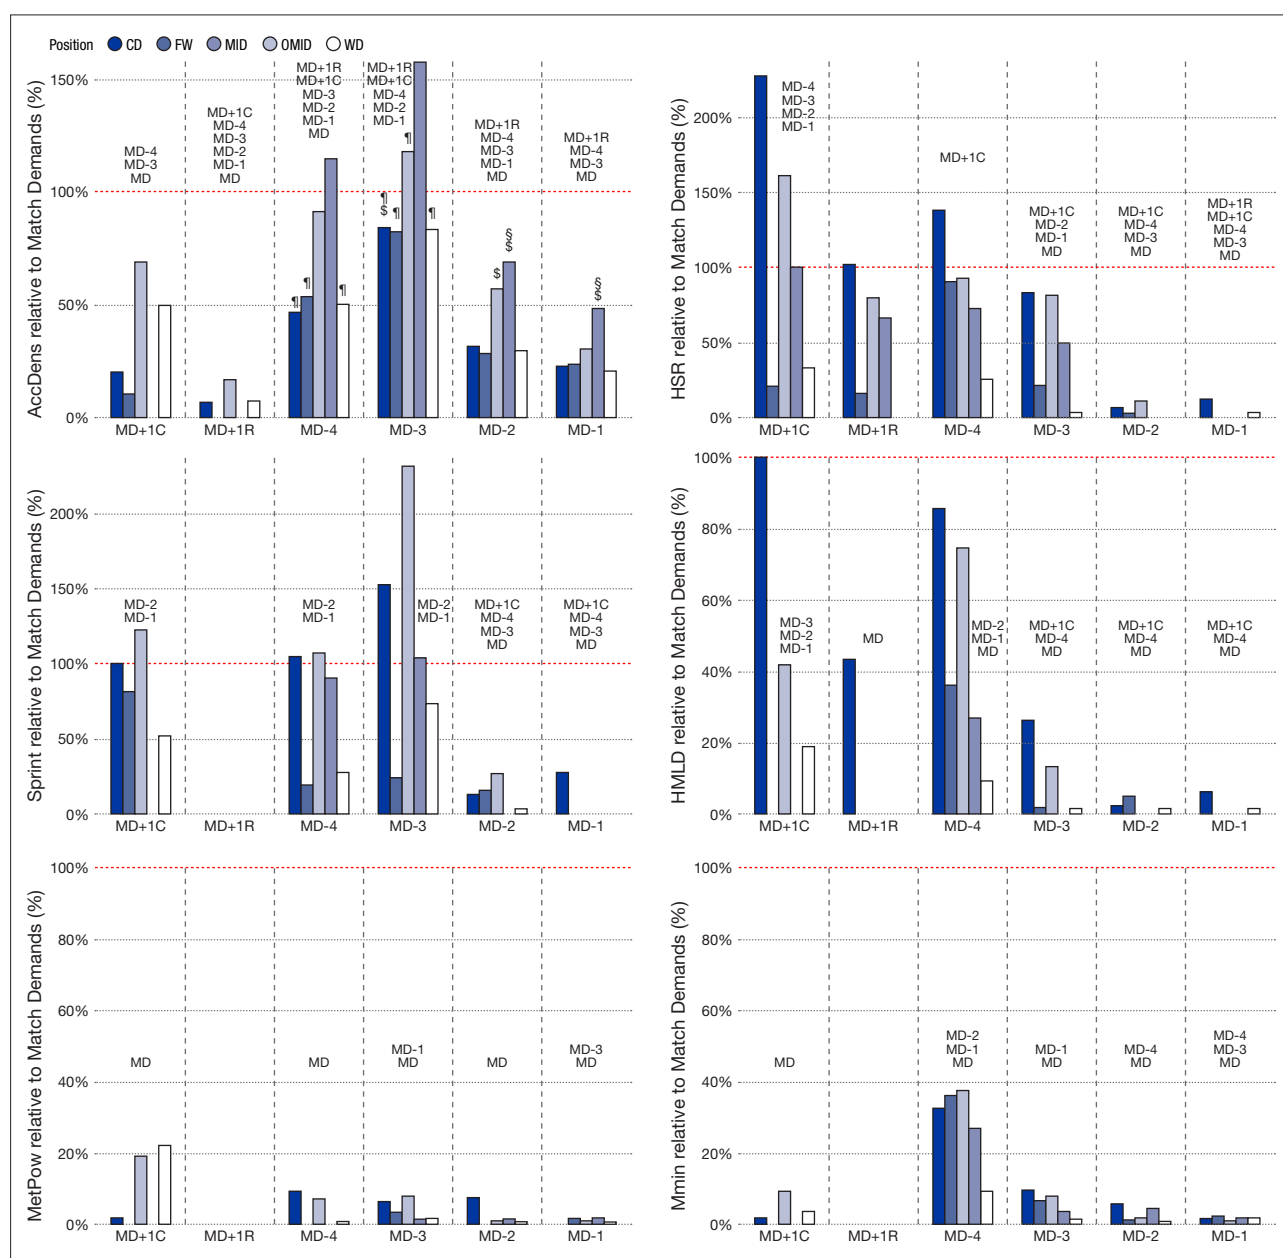 Position CD FW MID OMID WD
AccDens relative to Match Demands (%)
150%
100%
50%
0%
MD-4
MD-3
MD
MD+1C
MD-4
MD-3
MD-2
MD-1
MD
MD+1R
MD+1C
MD-3
MD-2
MD-1
MD
MD+1R
MD+1C
MD-4
MD-2
MD-1
MD+1R
MD-4
MD-3
MD-1
MD
MD+1R
MD-4
MD-3
MD
¶
¶
¶
¶
$
¶
¶
¶
$
§
$
§
$
MD+1C MD+1R MD-4 MD-3 MD-2 MD-1
HSR relative to Match Demands (%)
200%
150%
100%
50%
0%
MD-4
MD-3
MD-2
MD-1
MD+1C
MD+1C
MD-2
MD-1
MD
MD+1C
MD-4
MD-3
MD
MD+1R
MD+1C
MD-4
MD-3
MD
MD+1C MD+1R MD-4 MD-3 MD-2 MD-1
Sprint relative to Match Demands (%)
200%
150%
100%
50%
0%
MD-2
MD-1
MD-2
MD-1
MD-2
MD-1
MD+1C
MD-4
MD-3
MD
MD+1C
MD-4
MD-3
MD
MD+1C MD+1R MD-4 MD-3 MD-2 MD-1
HMLD relative to Match Demands (%)
100%
80%
60%
40%
20%
0%
MD-3
MD-2
MD-1
MD
MD-2
MD-1
MD
MD+1C
MD-4
MD
MD+1C
MD-4
MD
MD+1C
MD-4
MD
MD+1C MD+1R MD-4 MD-3 MD-2 MD-1
MetPow relative to Match Demands (%)
100%
80%
60%
40%
20%
0%
MD
MD
MD-1
MD
MD
MD-3
MD
MD+1C MD+1R MD-4 MD-3 MD-2 MD-1
Mmin relative to Match Demands (%)
100%
80%
60%
40%
20%
0%
MD
MD-2
MD-1
MD
MD-1
MD
MD-4
MD
MD-4
MD-3
MD
MD+1C MD+1R MD-4 MD-3 MD-2 MD-1